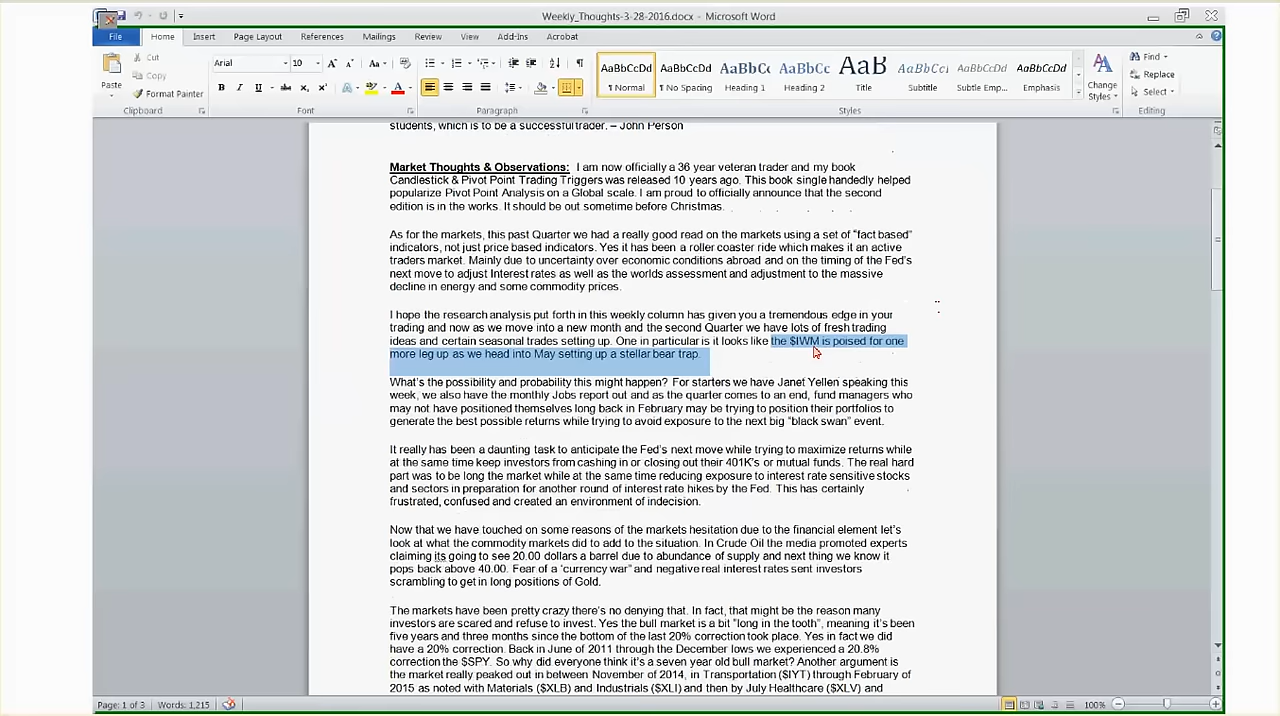 Weekly_Thoughts-3-28-2016.docx - Microsoft Word
File Home Insert Page Layout References Mailings Review View Add-Ins Acrobat
Cut
Copy
Format Painter
Paste
Clipboard
Arial 10
Font
Paragraph
AaBbCcDd AaBbCcDd AaBbCc AaBbCc AaB AaBbCcI AaBbCcDd AaBbCcDd
¶ Normal ¶ No Spacing Heading 1 Heading 2 Title Subtitle Subtle Emp... Emphasis
Change Styles
Styles
Find
Replace
Select
Editing
students, which is to be a successful trader. – John Person
Market Thoughts & Observations: I am now officially a 36 year veteran trader and my book
Candlestick & Pivot Point Trading Triggers was released 10 years ago. This book single handedly helped
popularize Pivot Point Analysis on a Global scale. I am proud to officially announce that the second
edition is in the works. It should be out sometime before Christmas.
As for the markets, this past Quarter we had a really good read on the markets using a set of "fact based"
indicators, not just price based indicators. Yes it has been a roller coaster ride which makes it an active
traders market. Mainly due to uncertainty over economic conditions abroad and on the timing of the Fed's
next move to adjust Interest rates as well as the worlds assessment and adjustment to the massive
decline in energy and some commodity prices.
I hope the research analysis put forth in this weekly column has given you a tremendous edge in your
trading and now as we move into a new month and the second Quarter we have lots of fresh trading
ideas and certain seasonal trades setting up. One in particular is it looks like the $IWM is poised for one
more leg up as we head into May setting up a stellar bear trap.
What's the possibility and probability this might happen? For starters we have Janet Yellen speaking this
week, we also have the monthly Jobs report out and as the quarter comes to an end, fund managers who
may not have positioned themselves long back in February may be trying to position their portfolios to
generate the best possible returns while trying to avoid exposure to the next big "black swan" event.
It really has been a daunting task to anticipate the Fed's next move while trying to maximize returns while
at the same time keep investors from cashing in or closing out their 401K's or mutual funds. The real hard
part was to be long the market while at the same time reducing exposure to interest rate sensitive stocks
and sectors in preparation for another round of interest rate hikes by the Fed. This has certainly
frustrated, confused and created an environment of indecision.
Now that we have touched on some reasons of the markets hesitation due to the financial element let's
look at what the commodity markets did to add to the situation. In Crude Oil the media promoted experts
claiming its going to see 20.00 dollars a barrel due to abundance of supply and next thing we know it
pops back above 40.00. Fear of a 'currency war" and negative real interest rates sent investors
scrambling to get in long positions of Gold.
The markets have been pretty crazy there's no denying that. In fact, that might be the reason many
investors are scared and refuse to invest. Yes the bull market is a bit "long in the tooth", meaning it's been
five years and three months since the bottom of the last 20% correction took place. Yes in fact we did
have a 20% correction. Back in June of 2011 through the December lows we experienced a 20.8%
correction the $SPY. So why did everyone think it's a seven year old bull market? Another argument is
the market really peaked out in between November of 2014, in Transportation ($IYT) through February of
2015 as noted with Materials ($XLB) and Industrials ($XLI) and then by July Healthcare ($XLV) and
Page: 1 of 3 Words: 1,215 100%